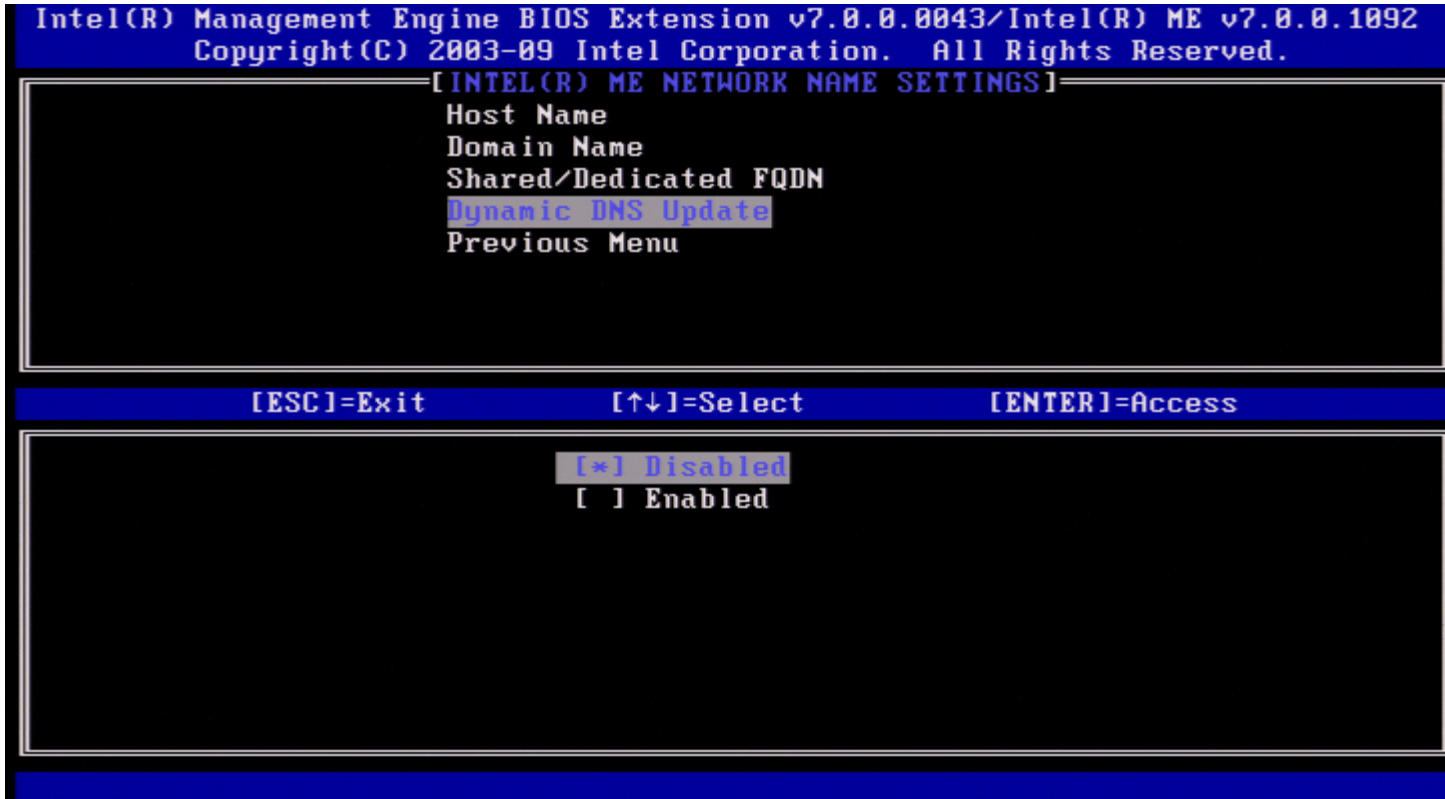 Intel(R) Management Engine BIOS Extension v7.0.0.0043/Intel(R) ME v7.0.0.1092
Copyright(C) 2003-09 Intel Corporation. All Rights Reserved.
[INTEL(R) ME NETWORK NAME SETTINGS]
Host Name
Domain Name
Shared/Dedicated FQDN
Dynamic DNS Update
Previous Menu
[ESC]=Exit [↑↓]=Select [ENTER]=Access
[*] Disabled
[ ] Enabled